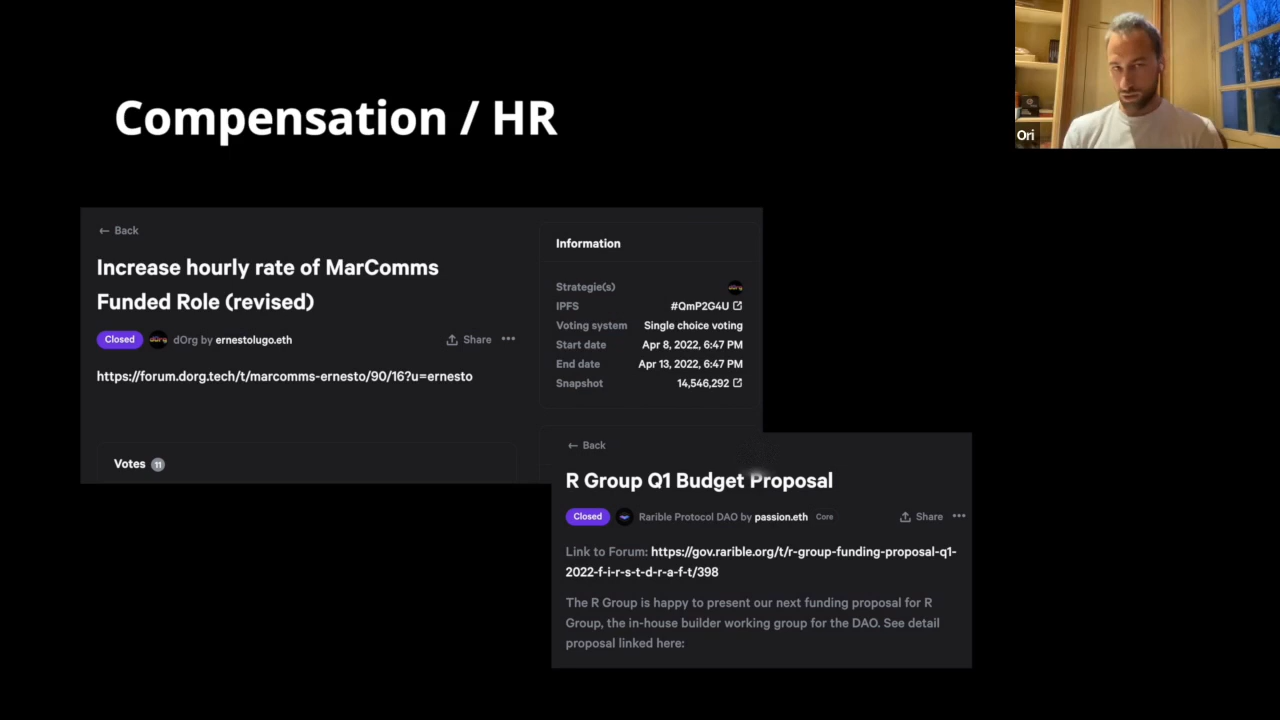 Compensation / HR
Ori
← Back
Increase hourly rate of MarComms
Funded Role (revised)
Closed dOrg by ernestolugo.eth Share •••
https://forum.dorg.tech/t/marcomms-ernesto/90/16?u=ernesto
Votes 11
Information
Strategie(s)
IPFS #QmP2G4U
Voting system Single choice voting
Start date Apr 8, 2022, 6:47 PM
End date Apr 13, 2022, 6:47 PM
Snapshot 14,546,292
← Back
R Group Q1 Budget Proposal
Closed Rarible Protocol DAO by passion.eth Core Share •••
Link to Forum: https://gov.rarible.org/t/r-group-funding-proposal-q1-
2022-f-i-r-s-t-d-r-a-f-t/398
The R Group is happy to present our next funding proposal for R
Group, the in-house builder working group for the DAO. See detail
proposal linked here: